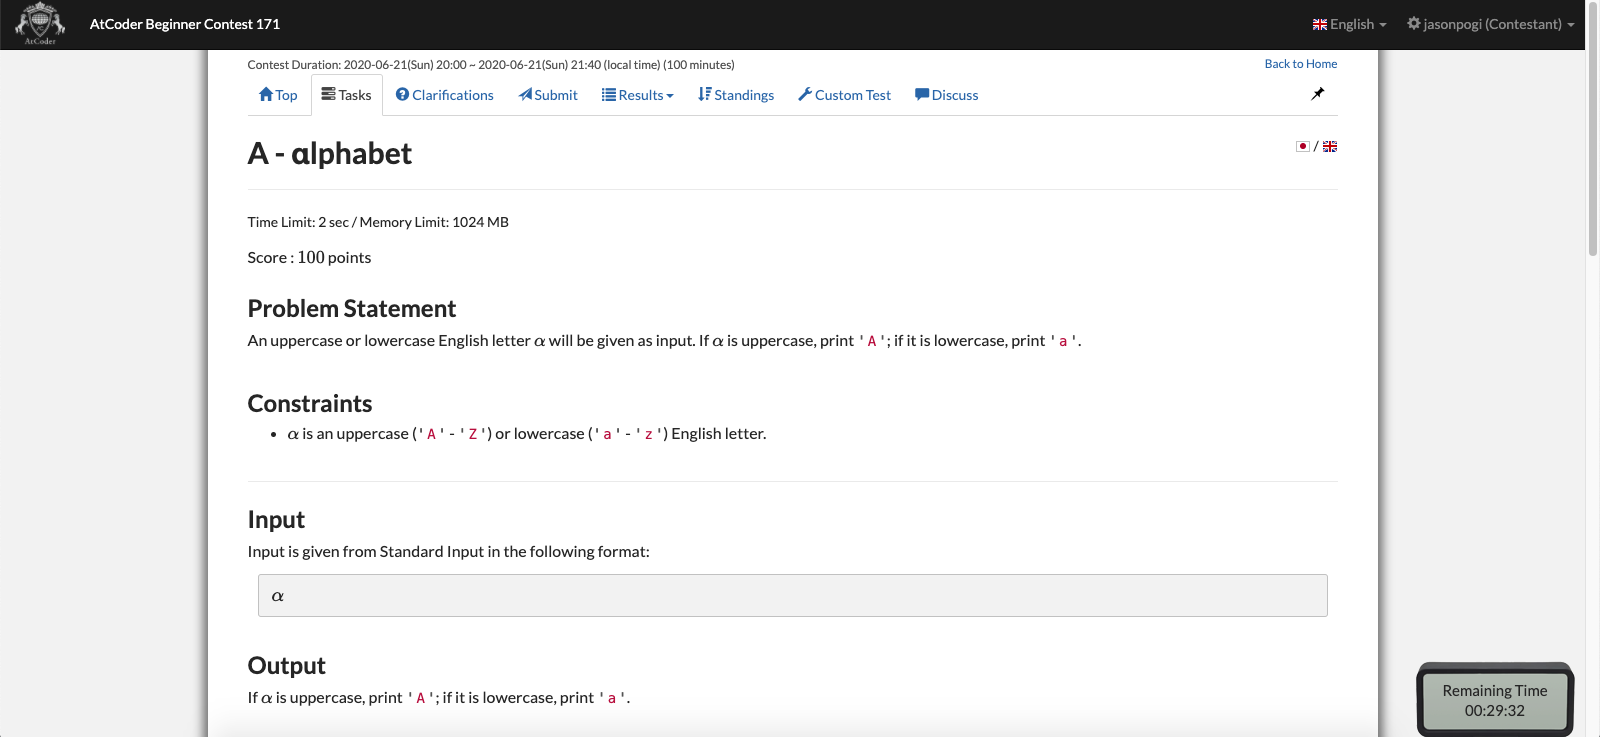 AtCoder
AtCoder Beginner Contest 171
English
jasonpogi (Contestant)
Contest Duration: 2020-06-21(Sun) 20:00 ~ 2020-06-21(Sun) 21:40 (local time) (100 minutes)
Back to Home
Top Tasks Clarifications Submit Results Standings Custom Test Discuss
A - αlphabet
/
Time Limit: 2 sec / Memory Limit: 1024 MB
Score : 100 points
Problem Statement
An uppercase or lowercase English letter α will be given as input. If α is uppercase, print ' A '; if it is lowercase, print ' a '.
Constraints
• α is an uppercase (' A ' - ' Z ') or lowercase (' a ' - ' z ') English letter.
Input
Input is given from Standard Input in the following format:
α
Output
If α is uppercase, print ' A '; if it is lowercase, print ' a '.
Remaining Time
00:29:32